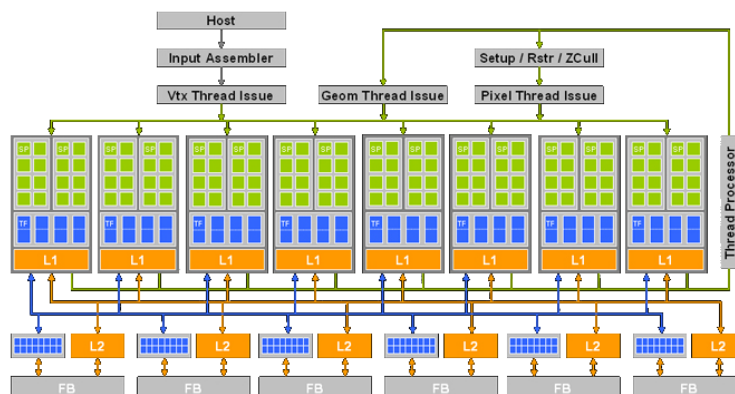 Host
Input Assembler
Setup / Rstr / ZCull
Vtx Thread Issue
Geom Thread Issue
Pixel Thread Issue
SP SP SP SP SP SP SP SP SP SP SP SP SP SP SP SP
Thread Processor
TF TF TF TF TF TF TF TF
L1 L1 L1 L1 L1 L1 L1 L1
L2 L2 L2 L2 L2 L2
FB FB FB FB FB FB